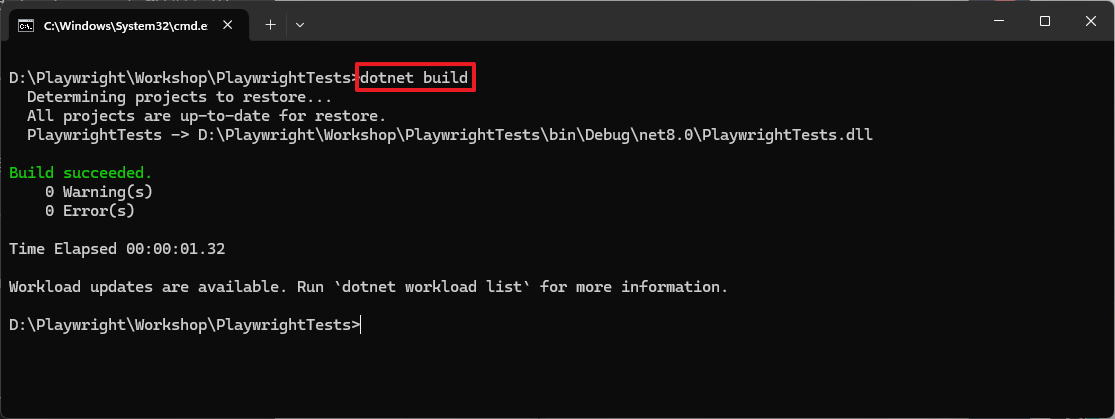 C:\Windows\System32\cmd.e
D:\Playwright\Workshop\PlaywrightTests>dotnet build
  Determining projects to restore...
  All projects are up-to-date for restore.
  PlaywrightTests -> D:\Playwright\Workshop\PlaywrightTests\bin\Debug\net8.0\PlaywrightTests.dll
Build succeeded.
    0 Warning(s)
    0 Error(s)
Time Elapsed 00:00:01.32
Workload updates are available. Run `dotnet workload list` for more information.
D:\Playwright\Workshop\PlaywrightTests>